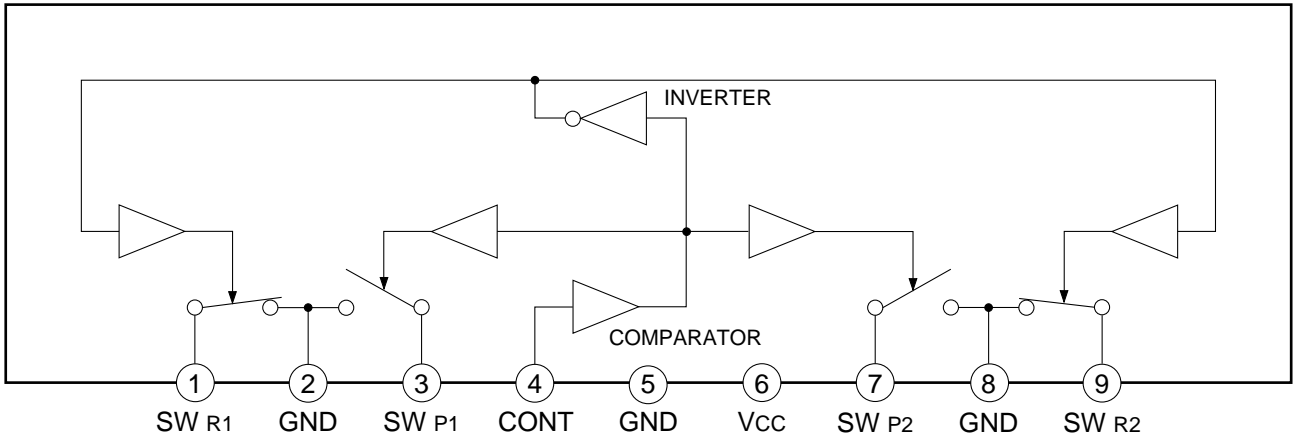 INVERTER
COMPARATOR
1 2 3 4 5 6 7 8 9
SW R1 GND SW P1 CONT GND VCC SW P2 GND SW R2